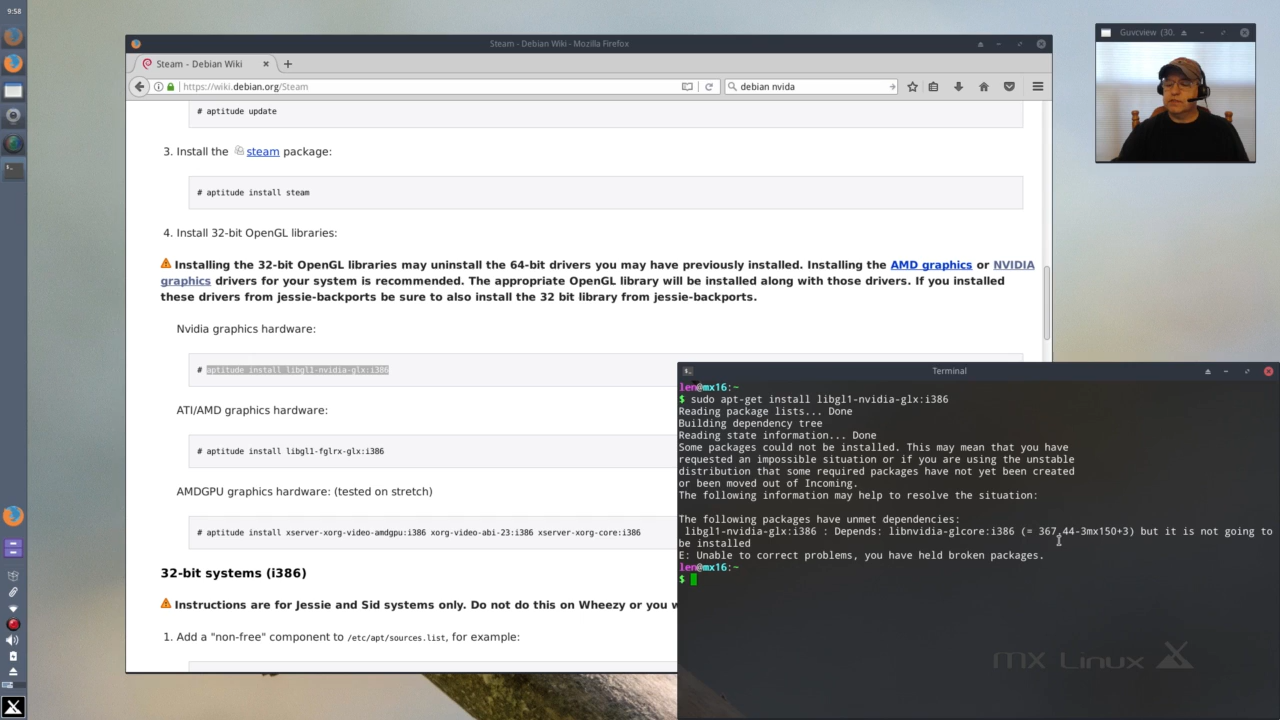 9:58
Steam - Debian Wiki - Mozilla Firefox
Steam - Debian Wiki
https://wiki.debian.org/Steam
debian nvida
# aptitude update
3. Install the steam package:
# aptitude install steam
4. Install 32-bit OpenGL libraries:
Installing the 32-bit OpenGL libraries may uninstall the 64-bit drivers you may have previously installed. Installing the AMD graphics or NVIDIA
graphics drivers for your system is recommended. The appropriate OpenGL library will be installed along with those drivers. If you installed
these drivers from jessie-backports be sure to also install the 32 bit library from jessie-backports.
Nvidia graphics hardware:
# aptitude install libgl1-nvidia-glx:i386
ATI/AMD graphics hardware:
# aptitude install libgl1-fglrx-glx:i386
AMDGPU graphics hardware: (tested on stretch)
# aptitude install xserver-xorg-video-amdgpu:i386 xorg-video-abi-23:i386 xserver-xorg-core:i386
32-bit systems (i386)
Instructions are for Jessie and Sid systems only. Do not do this on Wheezy or you w
1. Add a "non-free" component to /etc/apt/sources.list, for example:
Guvcview (30.
Terminal
len@mx16:~
$ sudo apt-get install libgl1-nvidia-glx:i386
Reading package lists... Done
Building dependency tree
Reading state information... Done
Some packages could not be installed. This may mean that you have
requested an impossible situation or if you are using the unstable
distribution that some required packages have not yet been created
or been moved out of Incoming.
The following information may help to resolve the situation:
The following packages have unmet dependencies:
libgl1-nvidia-glx:i386 : Depends: libnvidia-glcore:i386 (= 367.44-3mx150+3) but it is not going to
be installed
E: Unable to correct problems, you have held broken packages.
len@mx16:~
$
mx Linux